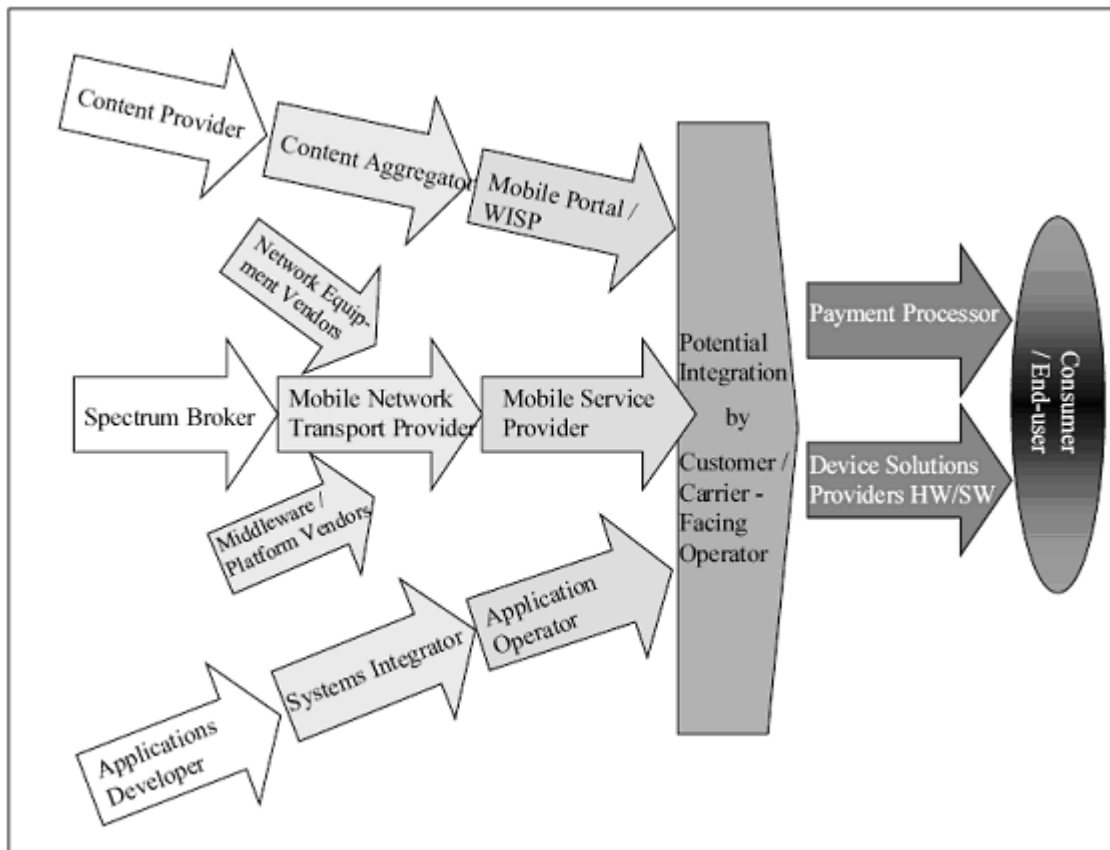 Content Provider
Content Aggregator
Mobile Portal /
WISP
Network Equip-
ment Vendors
Spectrum Broker
Mobile Network
Transport Provider
Mobile Service
Provider
Middleware /
Platform Vendors
Applications
Developer
Systems Integrator
Application
Operator
Potential
Integration
by
Customer /
Carrier -
Facing
Operator
Payment Processor
Device Solutions
Providers HW/SW
Consumer
/ End-user